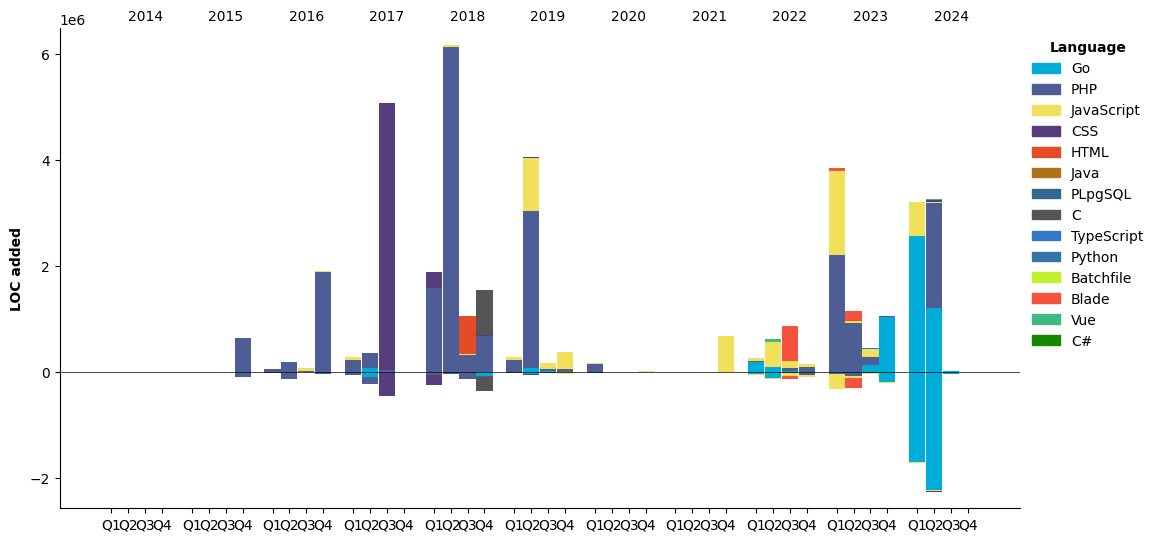 2014 2015 2016 2017 2018 2019 2020 2021 2022 2023 2024
1e6
Language
Go
PHP
JavaScript
CSS
HTML
Java
PLpgSQL
C
TypeScript
Python
Batchfile
Blade
Vue
C#
6
4
2
0
−2
LOC added
Q1Q2Q3Q4 Q1Q2Q3Q4 Q1Q2Q3Q4 Q1Q2Q3Q4 Q1Q2Q3Q4 Q1Q2Q3Q4 Q1Q2Q3Q4 Q1Q2Q3Q4 Q1Q2Q3Q4 Q1Q2Q3Q4 Q1Q2Q3Q4